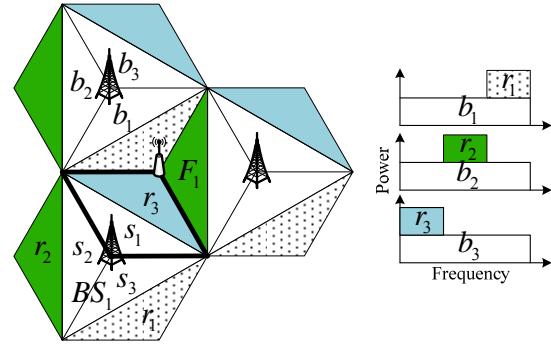 b₂ b₃
b₁
F₁
r₃
r₂
s₁
s₂
s₃
BS₁
r₁
r₁
b₁
r₂
b₂
r₃
b₃
Power
Frequency